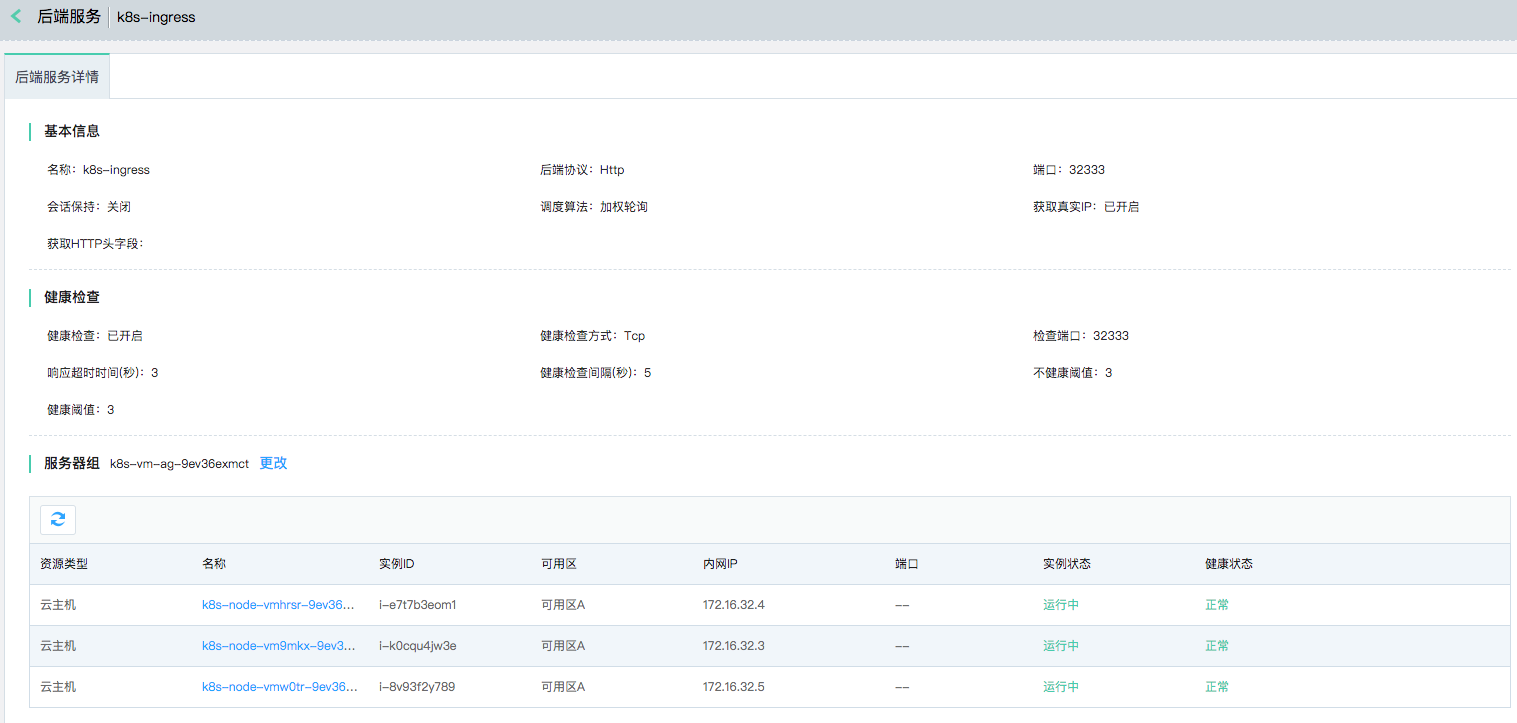 后端服务 k8s-ingress
后端服务详情
基本信息
名称：k8s-ingress 后端协议：Http 端口：32333
会话保持：关闭 调度算法：加权轮询 获取真实IP：已开启
获取HTTP头字段：
健康检查
健康检查：已开启 健康检查方式：Tcp 检查端口：32333
响应超时时间(秒)：3 健康检查间隔(秒)：5 不健康阈值：3
健康阈值：3
服务器组 k8s-vm-ag-9ev36exmct 更改
资源类型 名称 实例ID 可用区 内网IP 端口 实例状态 健康状态
云主机 k8s-node-vmhrsr-9ev36... i-e7t7b3eom1 可用区A 172.16.32.4 -- 运行中 正常
云主机 k8s-node-vm9mkx-9ev3... i-k0cqu4jw3e 可用区A 172.16.32.3 -- 运行中 正常
云主机 k8s-node-vmw0tr-9ev36... i-8v93f2y789 可用区A 172.16.32.5 -- 运行中 正常